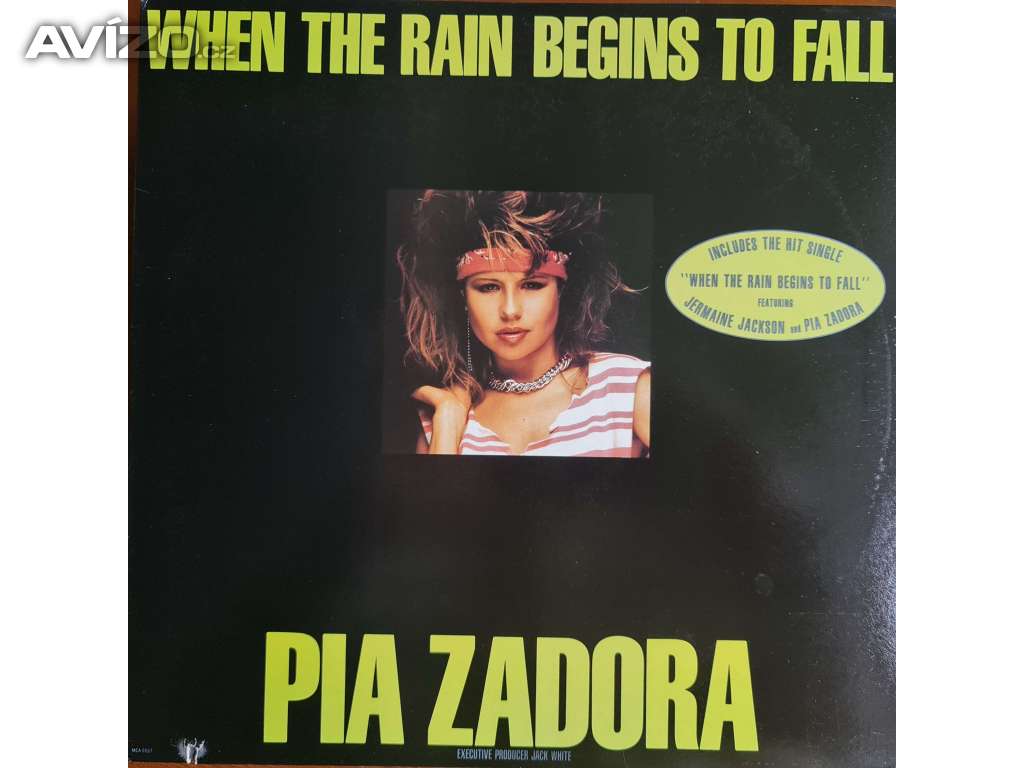 WHEN THE RAIN BEGINS TO FALL
AVÍZO.cz
INCLUDES THE HIT SINGLE
"WHEN THE RAIN BEGINS TO FALL"
FEATURING
JERMAINE JACKSON and PIA ZADORA
PIA ZADORA
EXECUTIVE PRODUCER JACK WHITE